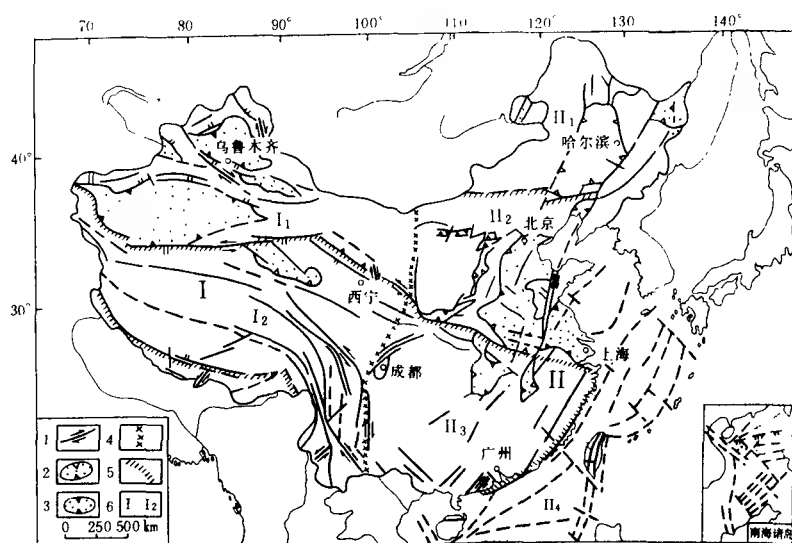 70 80 90° 100° 110 120° 130 140°
40°
30°
乌鲁木齐
哈尔滨
北京
西宁
成都
上海
广州
I
I₁
I₂
II
II₁
II₂
II₃
II₄
1 4
2 5
3 6 I I₂
0 250 500 km
南海诸岛